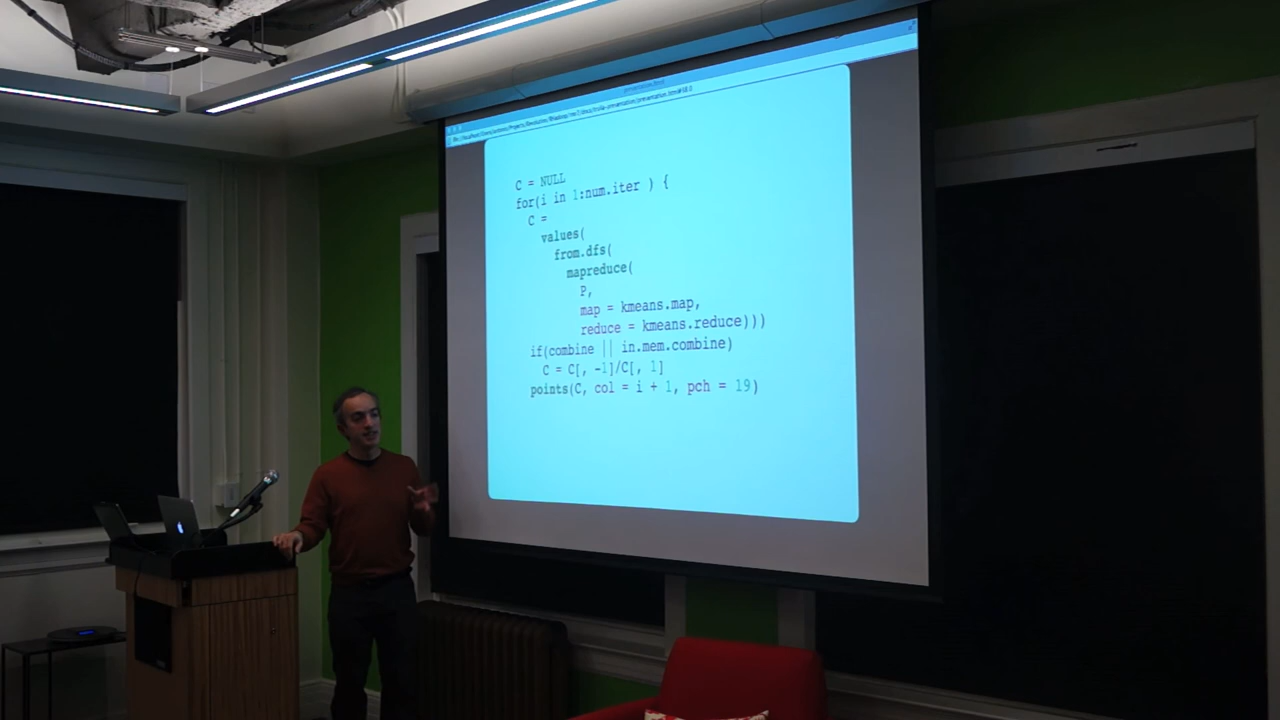 C = NULL
for(i in 1:num.iter ) {
C =
values(
from.dfs(
mapreduce(
P,
map = kmeans.map,
reduce = kmeans.reduce)))
if(combine || in.mem.combine)
C = C[, -1]/C[, 1]
points(C, col = i + 1, pch = 19)